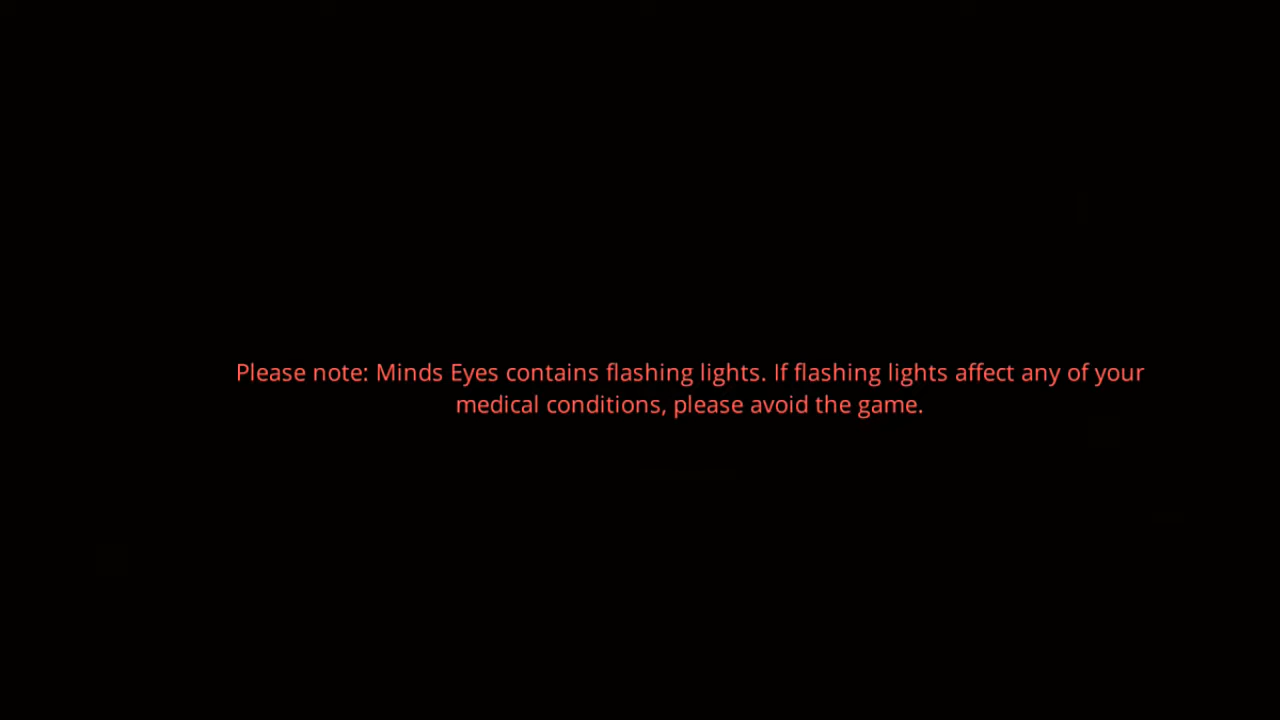 Please note: Minds Eyes contains flashing lights. If flashing lights affect any of your
medical conditions, please avoid the game.